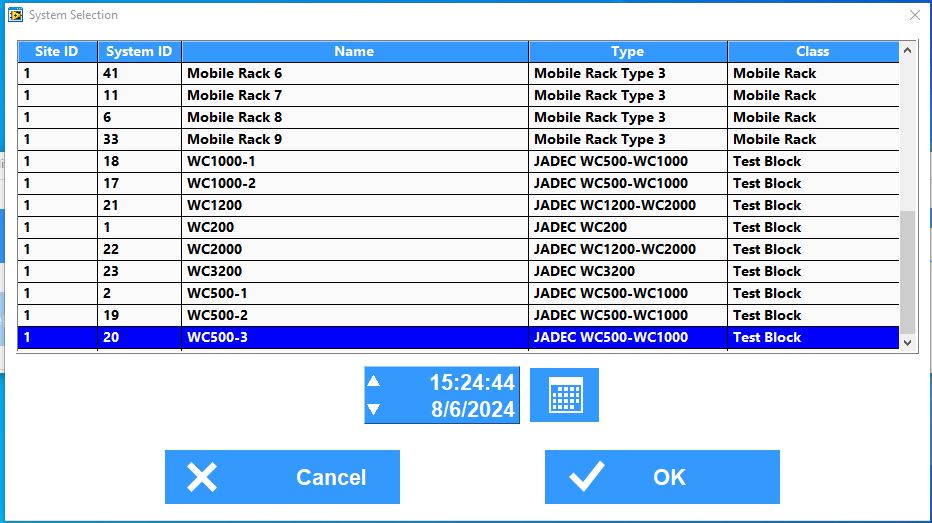 System Selection
Site ID System ID Name Type Class
1 41 Mobile Rack 6 Mobile Rack Type 3 Mobile Rack
1 11 Mobile Rack 7 Mobile Rack Type 3 Mobile Rack
1 6 Mobile Rack 8 Mobile Rack Type 3 Mobile Rack
1 33 Mobile Rack 9 Mobile Rack Type 3 Mobile Rack
1 18 WC1000-1 JADEC WC500-WC1000 Test Block
1 17 WC1000-2 JADEC WC500-WC1000 Test Block
1 21 WC1200 JADEC WC1200-WC2000 Test Block
1 1 WC200 JADEC WC200 Test Block
1 22 WC2000 JADEC WC1200-WC2000 Test Block
1 23 WC3200 JADEC WC3200 Test Block
1 2 WC500-1 JADEC WC500-WC1000 Test Block
1 19 WC500-2 JADEC WC500-WC1000 Test Block
1 20 WC500-3 JADEC WC500-WC1000 Test Block
15:24:44
8/6/2024
Cancel OK